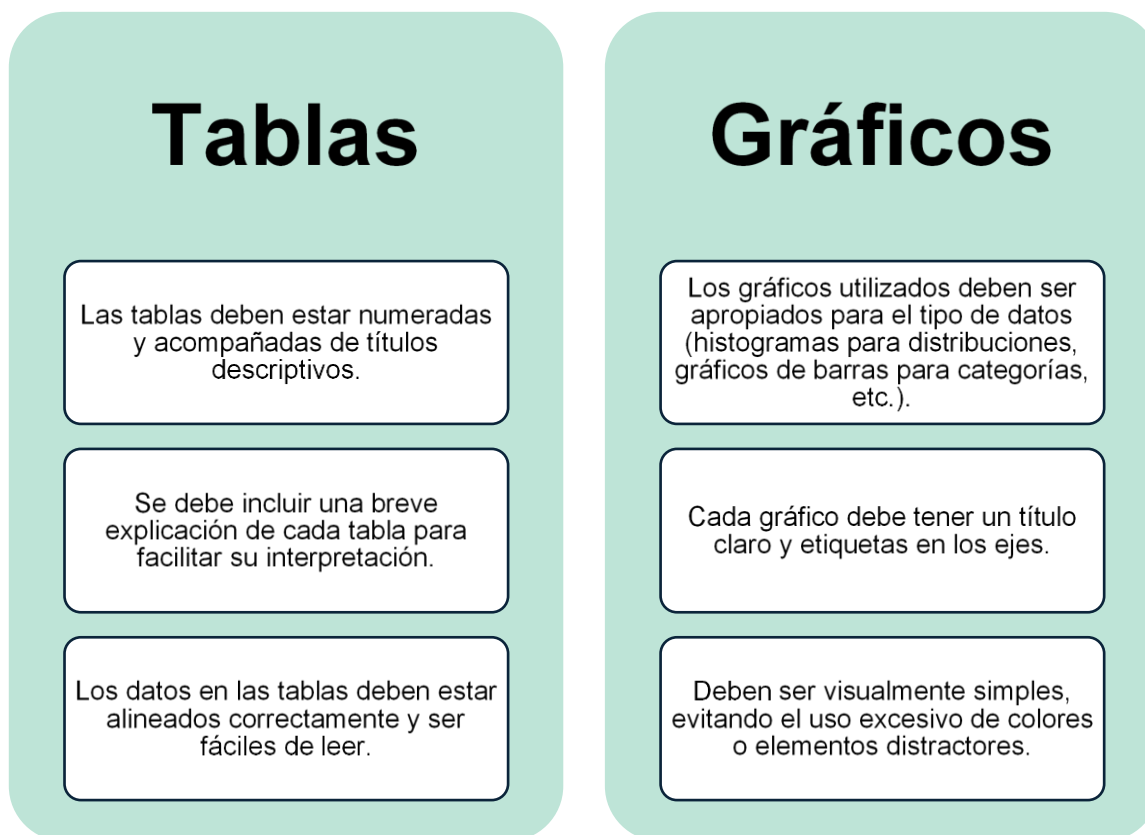 Tablas
Las tablas deben estar numeradas
y acompañadas de títulos
descriptivos.
Se debe incluir una breve
explicación de cada tabla para
facilitar su interpretación.
Los datos en las tablas deben estar
alineados correctamente y ser
fáciles de leer.
Gráficos
Los gráficos utilizados deben ser
apropiados para el tipo de datos
(histogramas para distribuciones,
gráficos de barras para categorías,
etc.).
Cada gráfico debe tener un título
claro y etiquetas en los ejes.
Deben ser visualmente simples,
evitando el uso excesivo de colores
o elementos distractores.